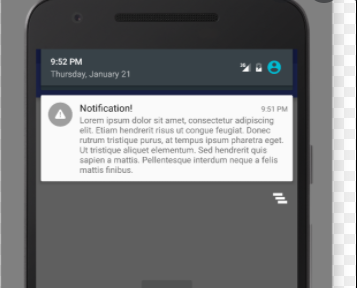 9:52 PM
Thursday, January 21
Notification!
9:51 PM
Lorem ipsum dolor sit amet, consectetur adipiscing
elit. Etiam hendrerit risus ut congue feugiat. Donec
rutrum tristique purus, at tempus ipsum pharetra eget.
Ut tristique aliquet elementum. Sed hendrerit quis
sapien a mattis. Pellentesque interdum neque a felis
mattis finibus.